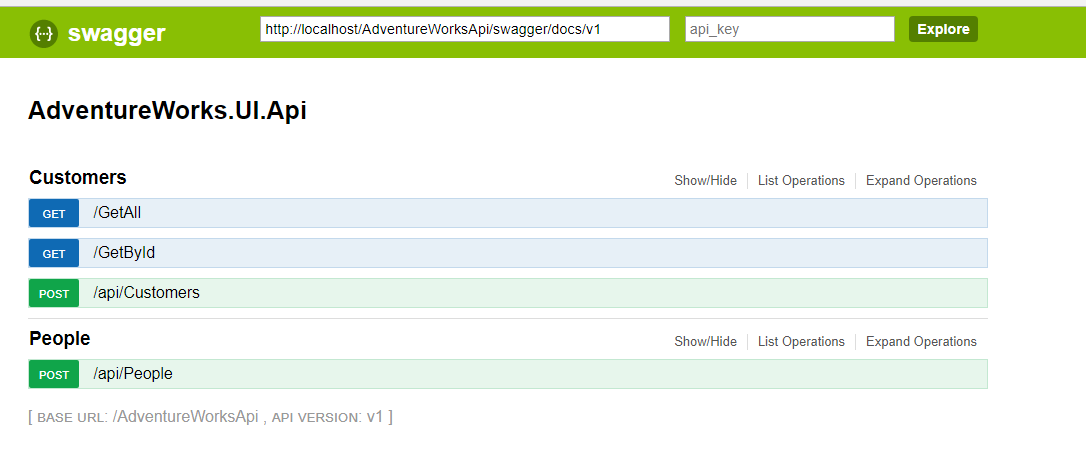 {··} swagger http://localhost/AdventureWorksApi/swagger/docs/v1 api_key Explore
AdventureWorks.UI.Api
Customers Show/Hide List Operations Expand Operations
GET /GetAll
GET /GetById
POST /api/Customers
People Show/Hide List Operations Expand Operations
POST /api/People
[ BASE URL: /AdventureWorksApi , API VERSION: v1 ]